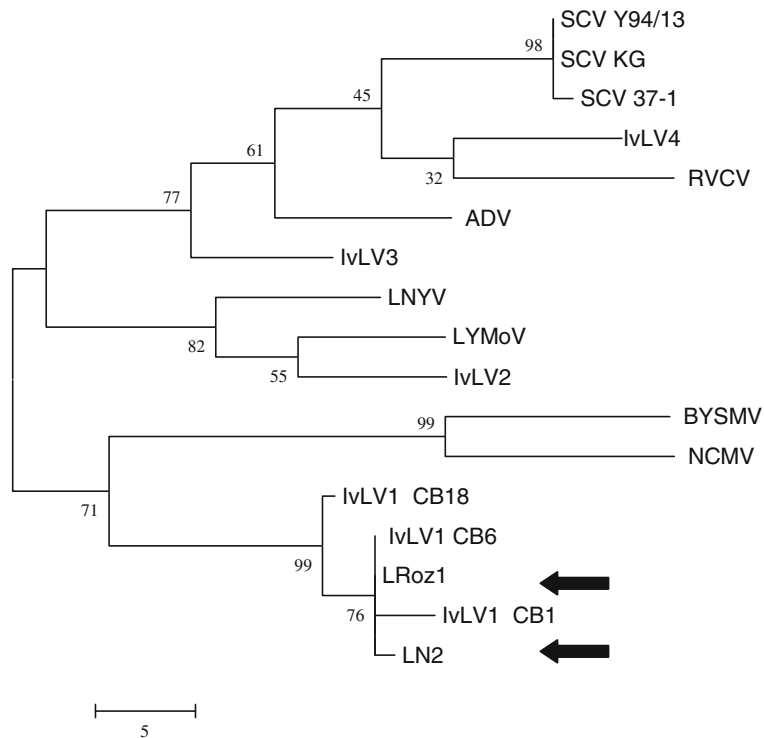 SCV Y94/13
98
SCV KG
45
SCV 37-1
IvLV4
61
32
RVCV
77
ADV
IvLV3
LNYV
82
LYMoV
55
IvLV2
99
BYSMV
NCMV
71
IvLV1 CB18
99
IvLV1 CB6
LRoz1
76
IvLV1 CB1
LN2
5